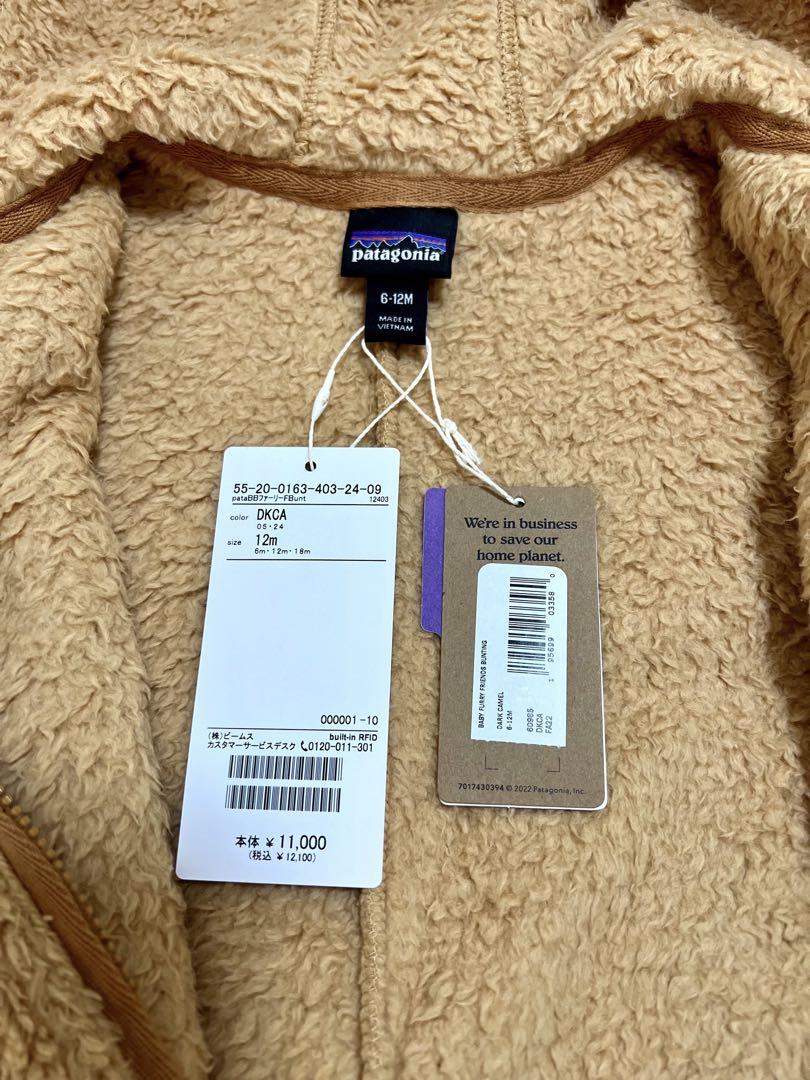 patagonia
6-12M
MADE IN
VIETNAM
55-20-0163-403-24-09
pataBBファーリーFBunt 12403
color DKCA
05・24
size 12m
6m・12m・18m
000001-10
(株)ビームス built-in RFID
カスタマーサービスデスク 0120-011-301
本体 ¥11,000
(税込 ¥12,100)
We're in business
to save our
home planet.
BABY FURRY FRIENDS BUNTING
DARK CAMEL
6-12M
60985
DKCA
FA22
1 95699 03358 0
7017430394 © 2022 Patagonia, Inc.